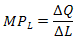 MP_L = ΔQ / ΔL